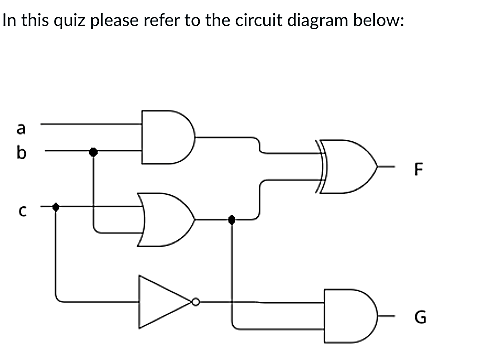 In this quiz please refer to the circuit diagram below:
a
b
F
c
G